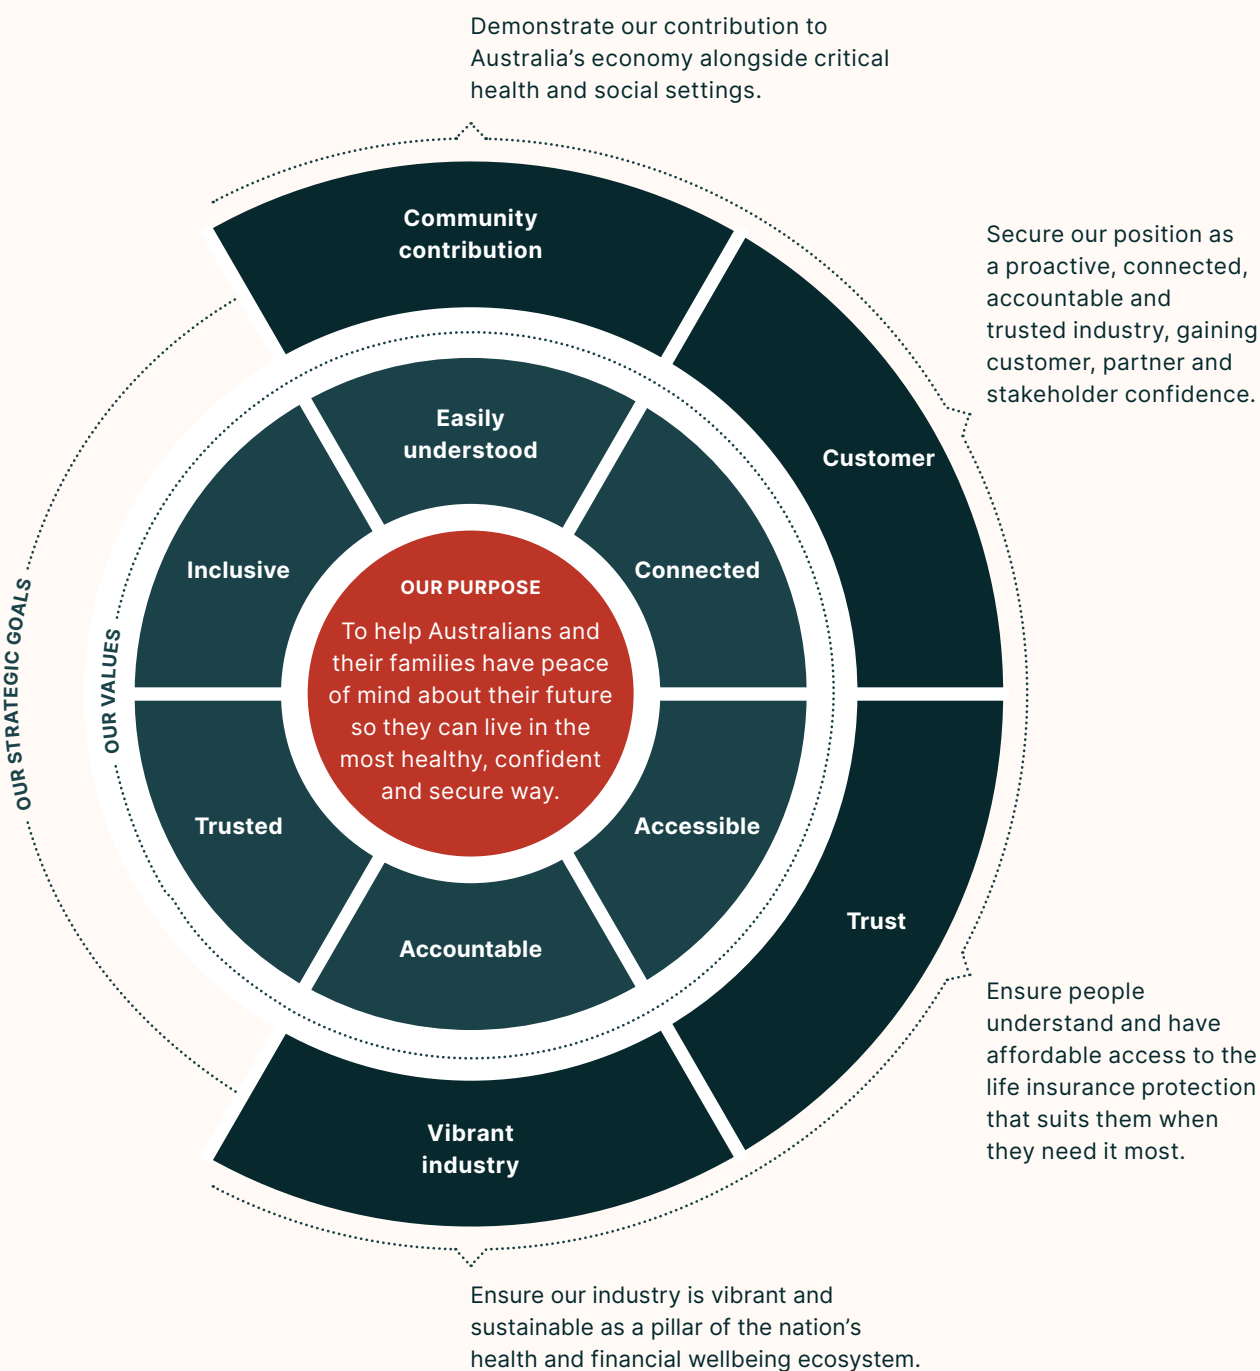 Demonstrate our contribution to
Australia’s economy alongside critical
health and social settings.
Community
contribution
Secure our position as
a proactive, connected,
accountable and
trusted industry, gaining
customer, partner and
stakeholder confidence.
Customer
Easily
understood
Inclusive
Connected
OUR STRATEGIC GOALS
OUR VALUES
OUR PURPOSE
To help Australians and
their families have peace
of mind about their future
so they can live in the
most healthy, confident
and secure way.
Trusted
Accessible
Accountable
Trust
Ensure people
understand and have
affordable access to the
life insurance protection
that suits them when
they need it most.
Vibrant
industry
Ensure our industry is vibrant and
sustainable as a pillar of the nation’s
health and financial wellbeing ecosystem.